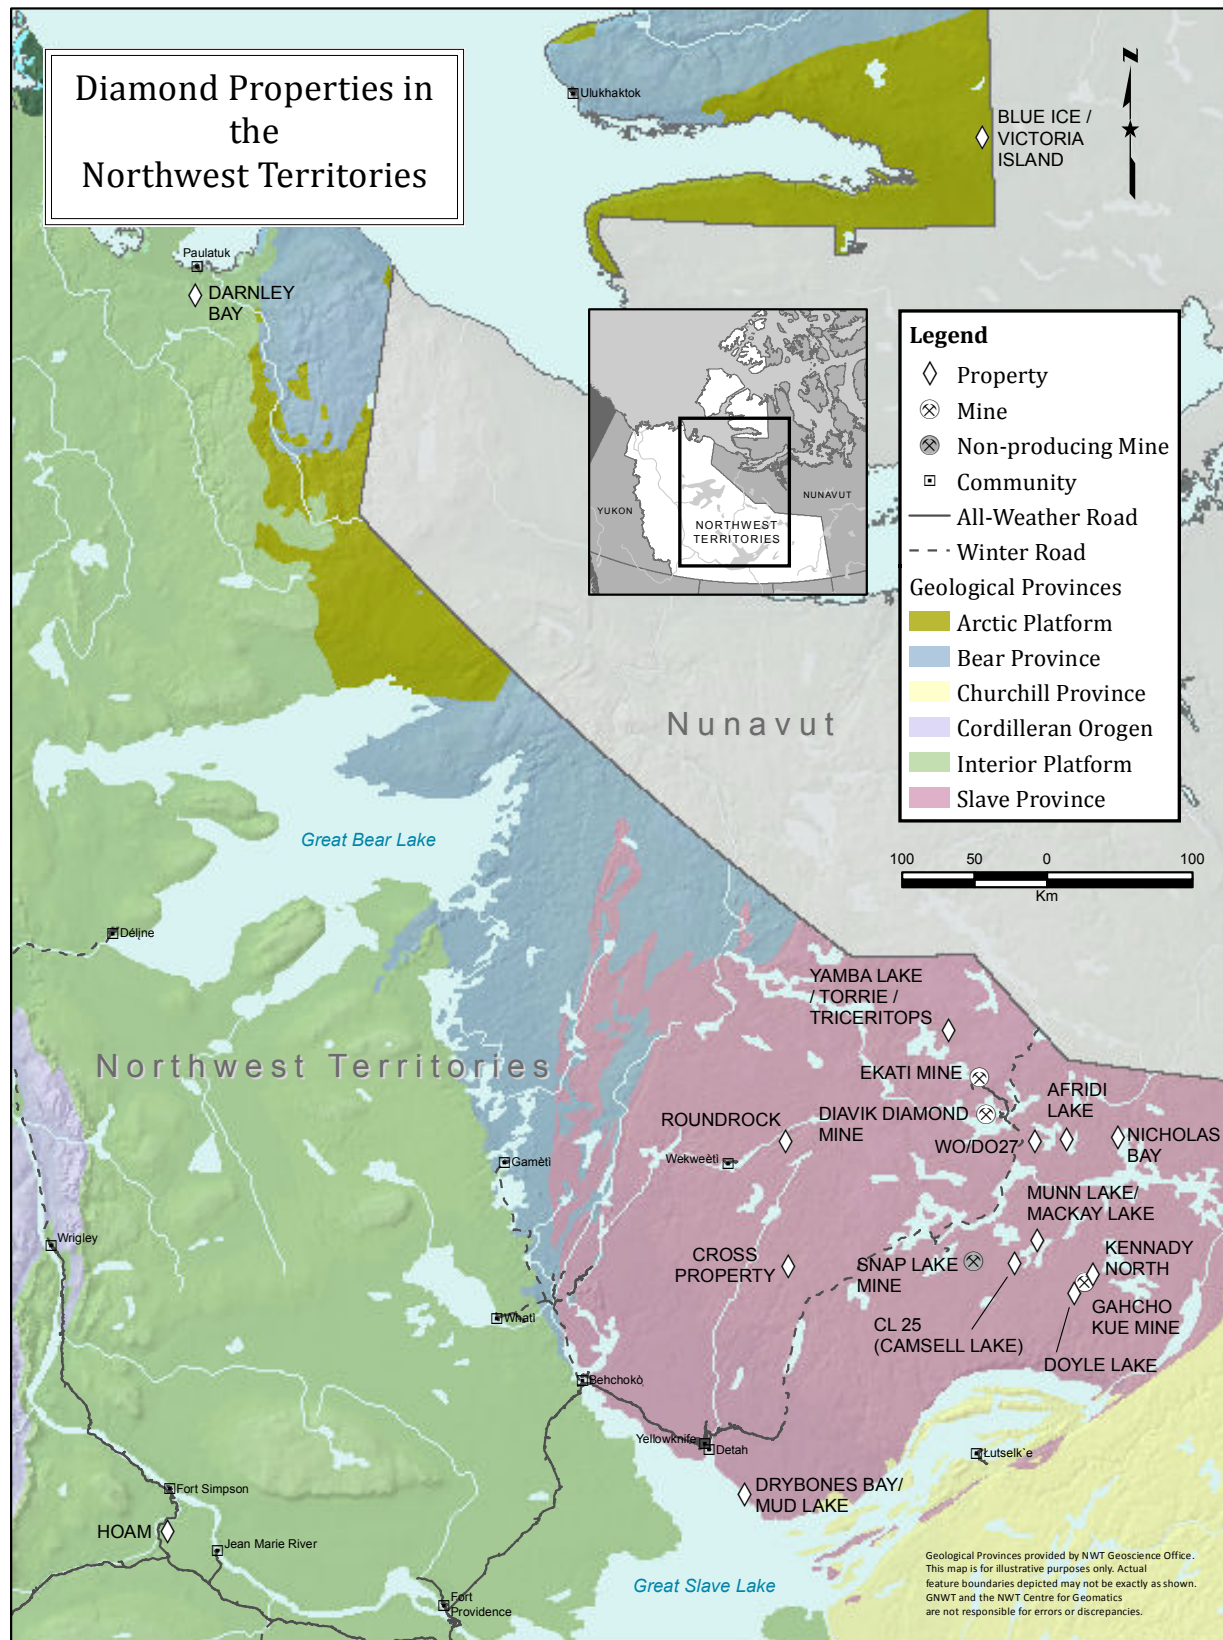 Diamond Properties in
the
Northwest Territories
Ulukhaktok
BLUE ICE /
VICTORIA
ISLAND
Z
Paulatuk
DARNLEY
BAY
Legend
Property
Mine
Non-producing Mine
Community
All-Weather Road
Winter Road
Geological Provinces
Arctic Platform
Bear Province
Churchill Province
Cordilleran Orogen
Interior Platform
Slave Province
YUKON
NUNAVUT
NORTHWEST
TERRITORIES
Nunavut
100 50 0 100
Km
Great Bear Lake
Délįne
Northwest Territories
YAMBA LAKE
/ TORRIE /
TRICERITOPS
EKATI MINE
DIAVIK DIAMOND
MINE
AFRIDI
LAKE
ROUNDROCK
WO/DO27
NICHOLAS
BAY
Gamètì
Wekweètì
MUNN LAKE/
MACKAY LAKE
Wrigley
CROSS
PROPERTY
SNAP LAKE
MINE
KENNADY
NORTH
GAHCHO
KUE MINE
Whatì
CL 25
(CAMSELL LAKE)
DOYLE LAKE
Behchokò
Yellowknife
Detah
Łutselk`e
DRYBONES BAY/
MUD LAKE
Fort Simpson
HOAM
Jean Marie River
Great Slave Lake
Fort
Providence
Geological Provinces provided by NWT Geoscience Office.
This map is for illustrative purposes only. Actual
feature boundaries depicted may not be exactly as shown.
GNWT and the NWT Centre for Geomatics
are not responsible for errors or discrepancies.